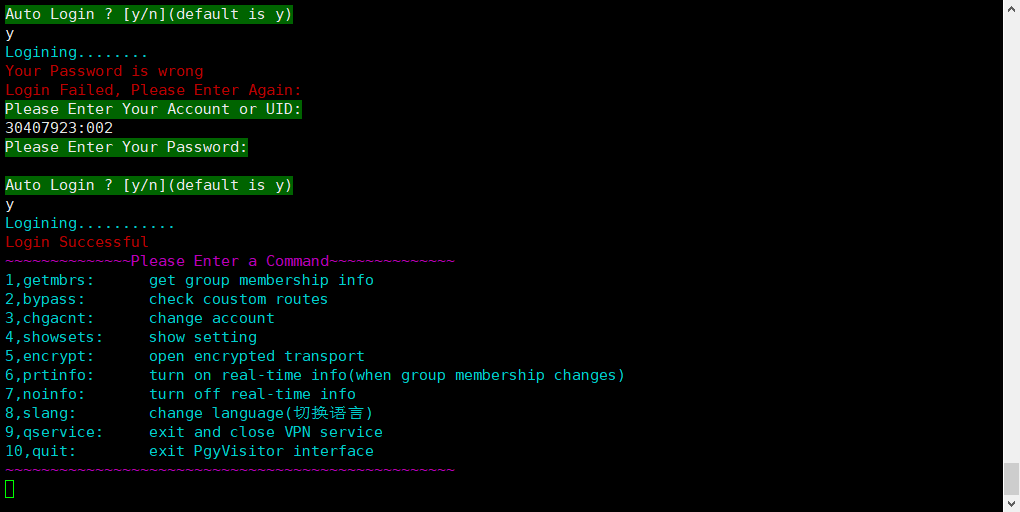 Auto Login ? [y/n](default is y)
y
Logining........
Your Password is wrong
Login Failed, Please Enter Again:
Please Enter Your Account or UID:
30407923:002
Please Enter Your Password:
Auto Login ? [y/n](default is y)
y
Logining...........
Login Successful
~~~~~~~~~~~~~~Please Enter a Command~~~~~~~~~~~~~~
1,getmbrs:      get group membership info
2,bypass:       check coustom routes
3,chgacnt:      change account
4,showsets:     show setting
5,encrypt:      open encrypted transport
6,prtinfo:      turn on real-time info(when group membership changes)
7,noinfo:       turn off real-time info
8,slang:        change language(切换语言)
9,qservice:     exit and close VPN service
10,quit:        exit PgyVisitor interface
~~~~~~~~~~~~~~~~~~~~~~~~~~~~~~~~~~~~~~~~~~~~~~~~~~